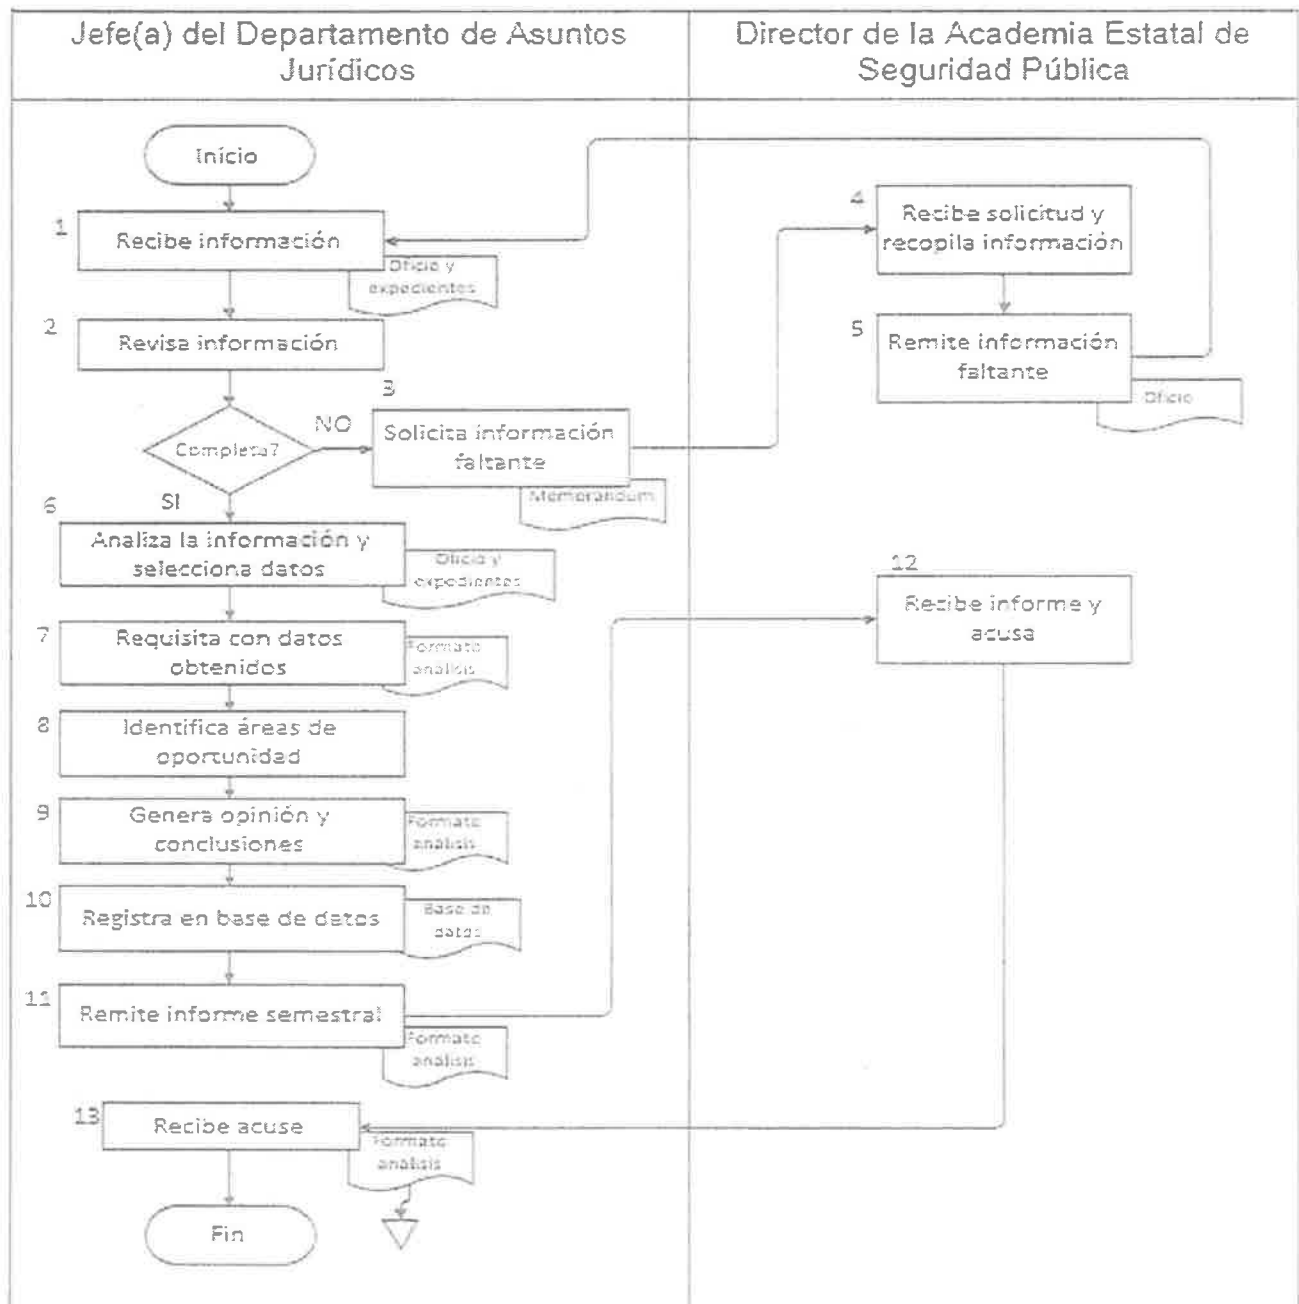 Jefe(a) del Departamento de Asuntos
Jurídicos
Director de la Academia Estatal de
Seguridad Pública
Inicio
1
Recibe información
Oficio y
expedientes
2
Revisa información
Completa?
NO
3
Solicita información
faltante
Memorandum
4
Recibe solicitud y
recopila información
5
Remite información
faltante
Oficio
SI
6
Analiza la información y
selecciona datos
Oficio y
expedientes
7
Requisita con datos
obtenidos
Formato
análisis
8
Identifica áreas de
oportunidad
9
Genera opinión y
conclusiones
Formato
análisis
10
Registra en base de datos
Base de
datos
11
Remite informe semestral
Formato
análisis
12
Recibe informe y
acusa
13
Recibe acuse
Formato
análisis
Fin